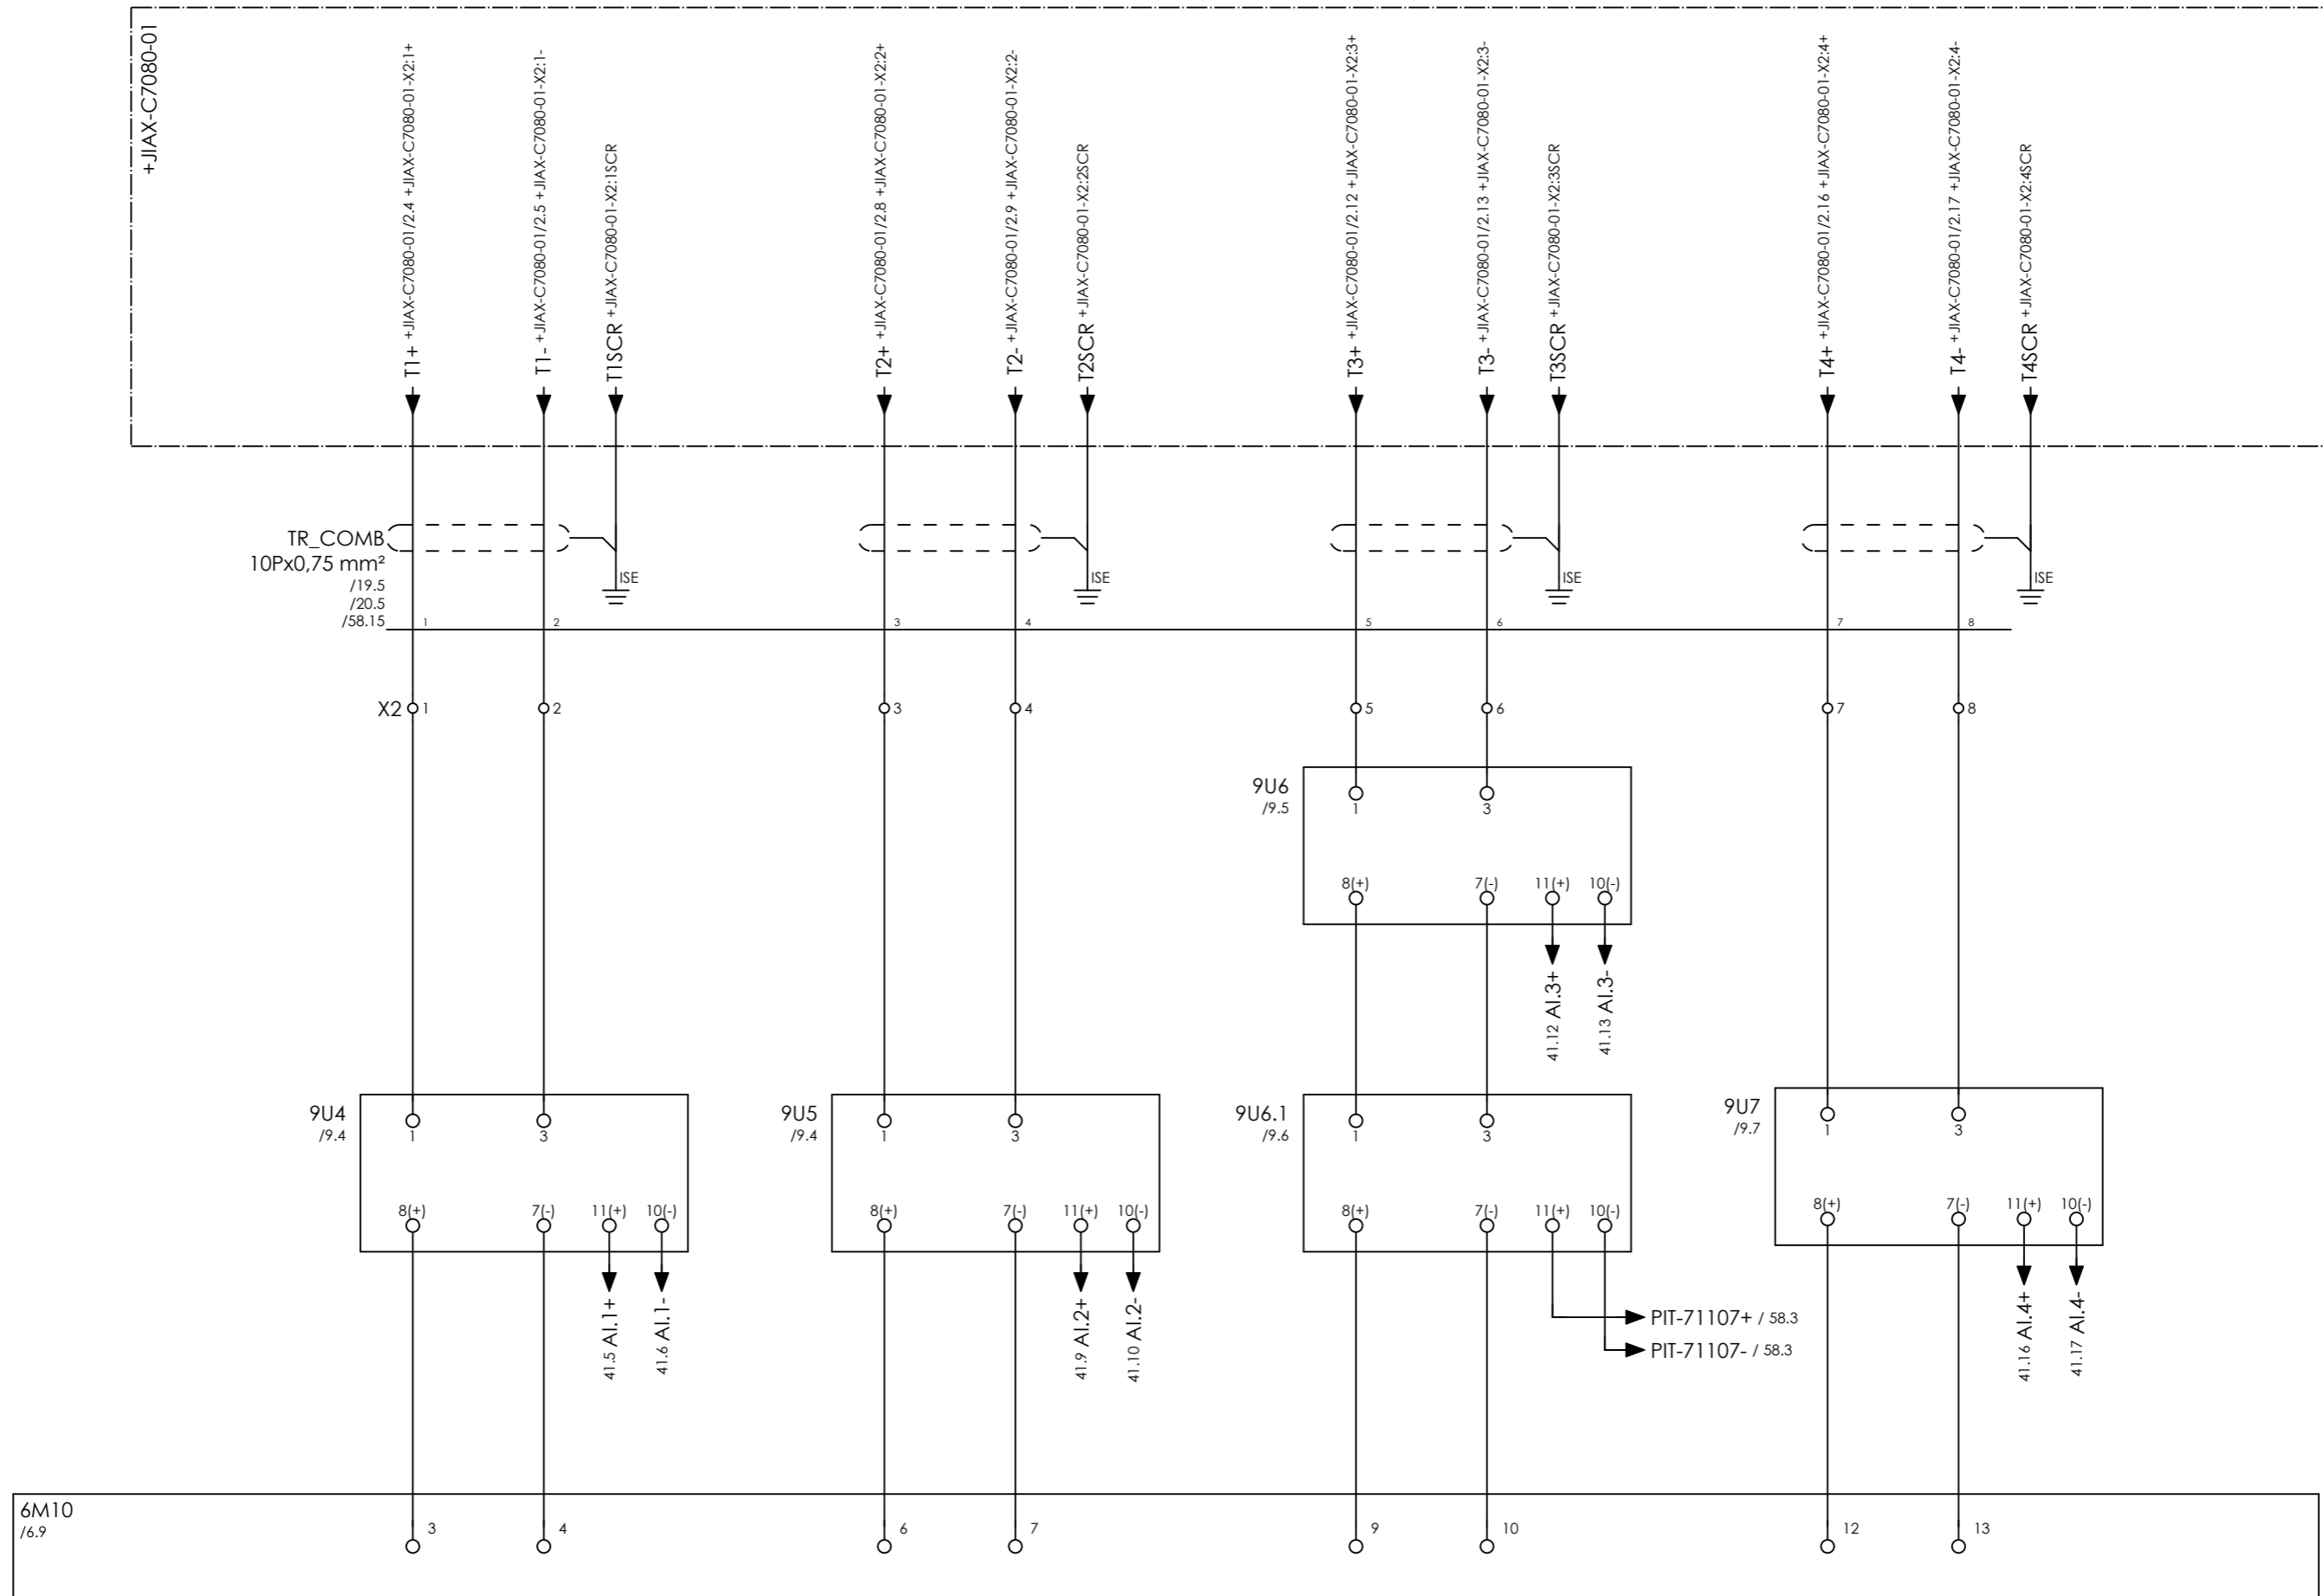 +JIAX-C7080-01
T1+ +JIAX-C7080-01/2.4 +JIAX-C7080-01-X2:1+
T1- +JIAX-C7080-01/2.5 +JIAX-C7080-01-X2:1-
T1SCR +JIAX-C7080-01-X2:1SCR
T2+ +JIAX-C7080-01/2.8 +JIAX-C7080-01-X2:2+
T2- +JIAX-C7080-01/2.9 +JIAX-C7080-01-X2:2-
T2SCR +JIAX-C7080-01-X2:2SCR
T3+ +JIAX-C7080-01/2.12 +JIAX-C7080-01-X2:3+
T3- +JIAX-C7080-01/2.13 +JIAX-C7080-01-X2:3-
T3SCR +JIAX-C7080-01-X2:3SCR
T4+ +JIAX-C7080-01/2.16 +JIAX-C7080-01-X2:4+
T4- +JIAX-C7080-01/2.17 +JIAX-C7080-01-X2:4-
T4SCR +JIAX-C7080-01-X2:4SCR
TR_COMB
10Px0,75 mm²
/19.5
/20.5
/58.15
ISE
ISE
ISE
ISE
1 2 3 4 5 6 7 8
X2 1 2 3 4 5 6 7 8
9U6
/9.5
1 3
8(+) 7(-) 11(+) 10(-)
41.12 AI.3+
41.13 AI.3-
9U4
/9.4
1 3
8(+) 7(-) 11(+) 10(-)
41.5 AI.1+
41.6 AI.1-
9U5
/9.4
1 3
8(+) 7(-) 11(+) 10(-)
41.9 AI.2+
41.10 AI.2-
9U6.1
/9.6
1 3
8(+) 7(-) 11(+) 10(-)
PIT-71107+ / 58.3
PIT-71107- / 58.3
9U7
/9.7
1 3
8(+) 7(-) 11(+) 10(-)
41.16 AI.4+
41.17 AI.4-
6M10
/6.9
3 4 6 7 9 10 12 13